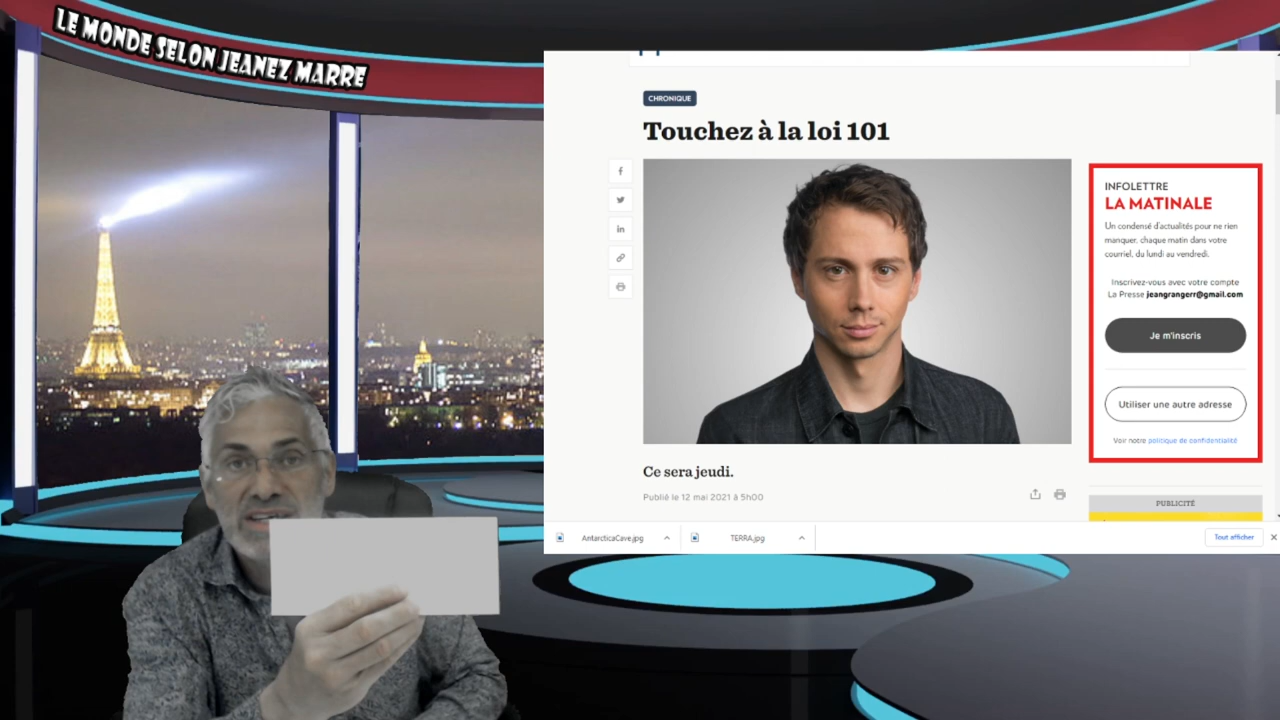 LE MONDE SELON JEANEZ MARRE
CHRONIQUE
Touchez à la loi 101
INFOLETTRE
LA MATINALE
Un condensé d'actualités pour ne rien
manquer, chaque matin dans votre
courriel, du lundi au vendredi.
Inscrivez-vous avec votre compte
La Presse jeangrangerr@gmail.com
Je m'inscris
Utiliser une autre adresse
Voir notre politique de confidentialité
Ce sera jeudi.
Publié le 12 mai 2021 à 5h00
PUBLICITÉ
AntarcticaCave.jpg
TERRA.jpg
Tout afficher